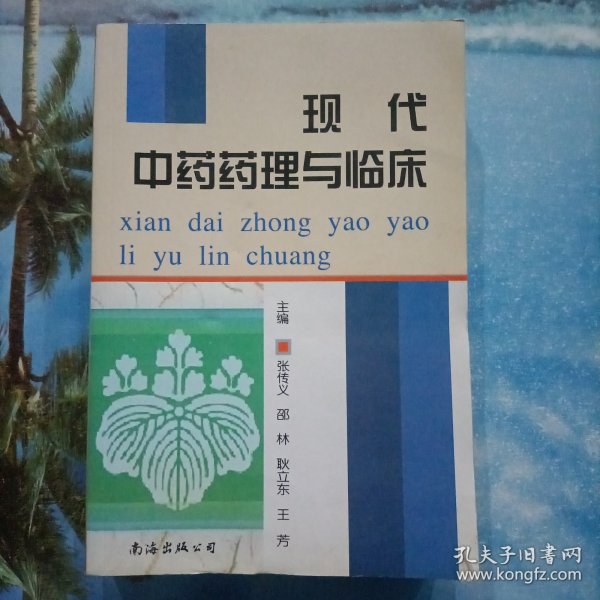 现代
中药药理与临床
xian dai zhong yao yao
li yu lin chuang
主编
张传义 邵林 耿立东 王芳
南海出版公司
孔夫子旧书网
www.kongfz.com